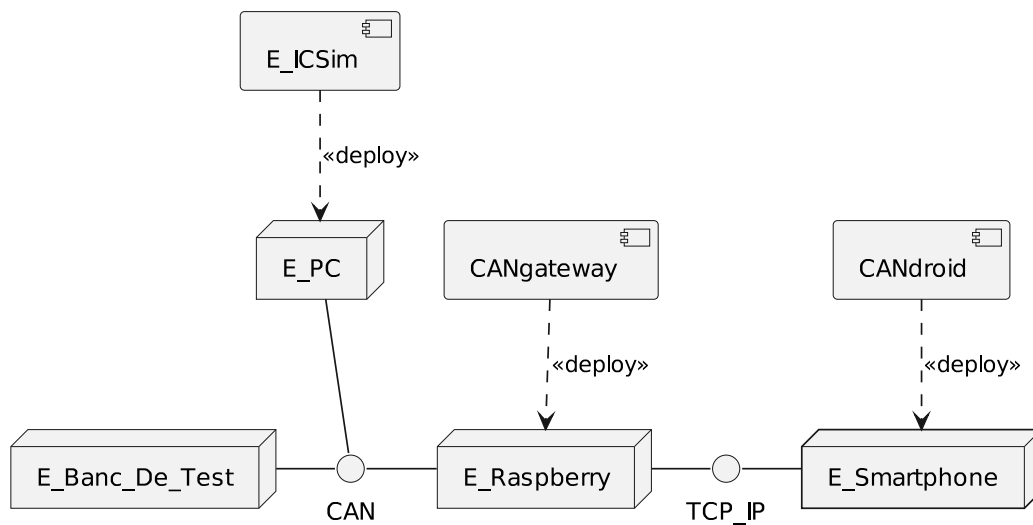 E_ICSim
«deploy»
E_PC
CANgateway
CANdroid
«deploy»
«deploy»
E_Banc_De_Test
E_Raspberry
E_Smartphone
CAN
TCP_IP